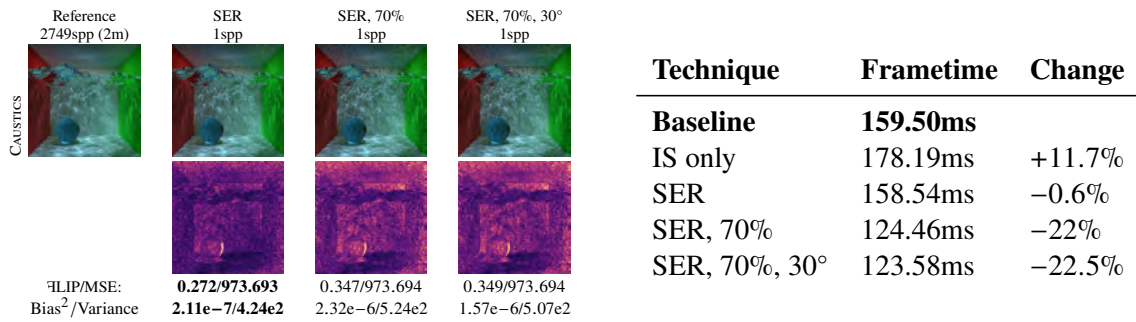 Reference SER SER, 70% SER, 70%, 30°
2749spp (2m) 1spp 1spp 1spp
CAUSTICS
ꟻLIP/MSE: 0.272/973.693 0.347/973.694 0.349/973.694
Bias²/Variance 2.11e−7/4.24e2 2.32e−6/5.24e2 1.57e−6/5.07e2
Technique Frametime Change
Baseline 159.50ms
IS only 178.19ms +11.7%
SER 158.54ms −0.6%
SER, 70% 124.46ms −22%
SER, 70%, 30° 123.58ms −22.5%